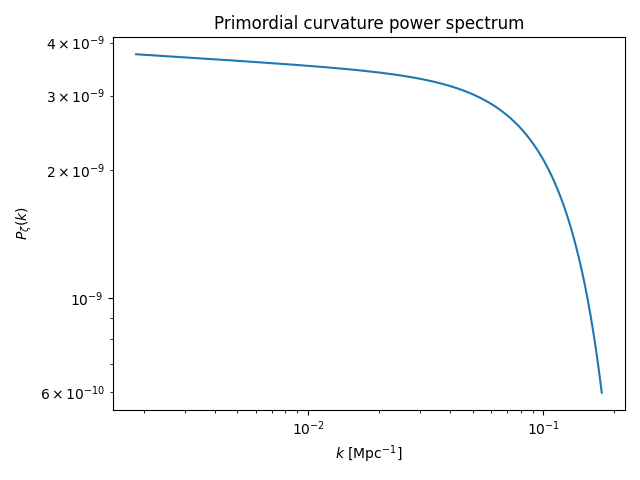 Primordial curvature power spectrum
4 × 10⁻⁹
3 × 10⁻⁹
2 × 10⁻⁹
10⁻⁹
6 × 10⁻¹⁰
P_ζ(k)
10⁻² 10⁻¹
k [Mpc⁻¹]